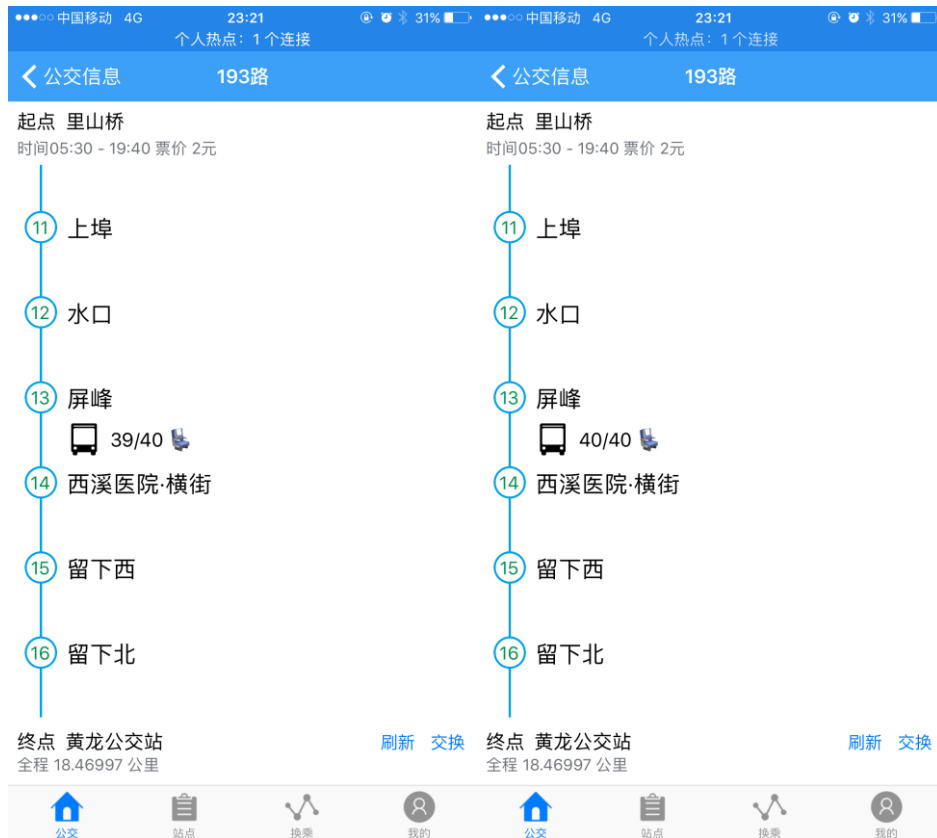 中国移动 4G 23:21 31%
个人热点：1 个连接
公交信息 193路
起点 里山桥
时间05:30 - 19:40 票价 2元
11 上埠
12 水口
13 屏峰
39/40
14 西溪医院·横街
15 留下西
16 留下北
终点 黄龙公交站
全程 18.46997 公里
刷新 交换
公交 站点 换乘 我的
中国移动 4G 23:21 31%
个人热点：1 个连接
公交信息 193路
起点 里山桥
时间05:30 - 19:40 票价 2元
11 上埠
12 水口
13 屏峰
40/40
14 西溪医院·横街
15 留下西
16 留下北
终点 黄龙公交站
全程 18.46997 公里
刷新 交换
公交 站点 换乘 我的